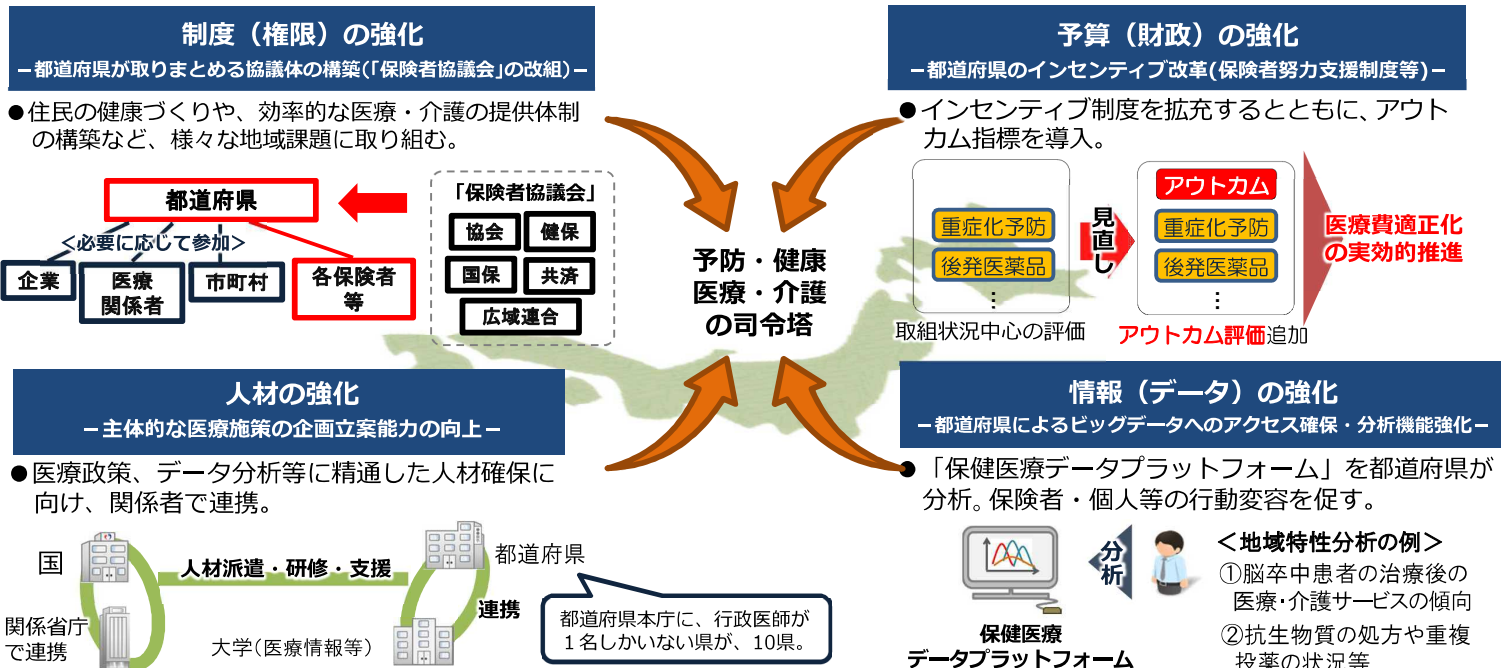 制度（権限）の強化
－都道府県が取りまとめる協議体の構築(｢保険者協議会｣の改組)－
●住民の健康づくりや、効率的な医療・介護の提供体制
の構築など、様々な地域課題に取り組む。
都道府県
＜必要に応じて参加＞
企業
医療
関係者
市町村
各保険者
等
「保険者協議会」
協会
健保
国保
共済
広域連合
予算（財政）の強化
－都道府県のインセンティブ改革(保険者努力支援制度等)－
●インセンティブ制度を拡充するとともに、アウト
カム指標を導入。
重症化予防
後発医薬品
⋮
取組状況中心の評価
見直し
アウトカム
重症化予防
後発医薬品
⋮
アウトカム評価追加
医療費適正化
の実効的推進
予防・健康
医療・介護
の司令塔
人材の強化
－主体的な医療施策の企画立案能力の向上－
●医療政策、データ分析等に精通した人材確保に
向け、関係者で連携。
国
人材派遣・研修・支援
都道府県
関係省庁
で連携
大学(医療情報等)
連携
都道府県本庁に、行政医師が
１名しかいない県が、10県。
情報（データ）の強化
－都道府県によるビッグデータへのアクセス確保・分析機能強化－
●「保健医療データプラットフォーム」を都道府県が
分析。保険者・個人等の行動変容を促す。
分析
保健医療
データプラットフォーム
＜地域特性分析の例＞
①脳卒中患者の治療後の
医療･介護サービスの傾向
②抗生物質の処方や重複
投薬の状況等